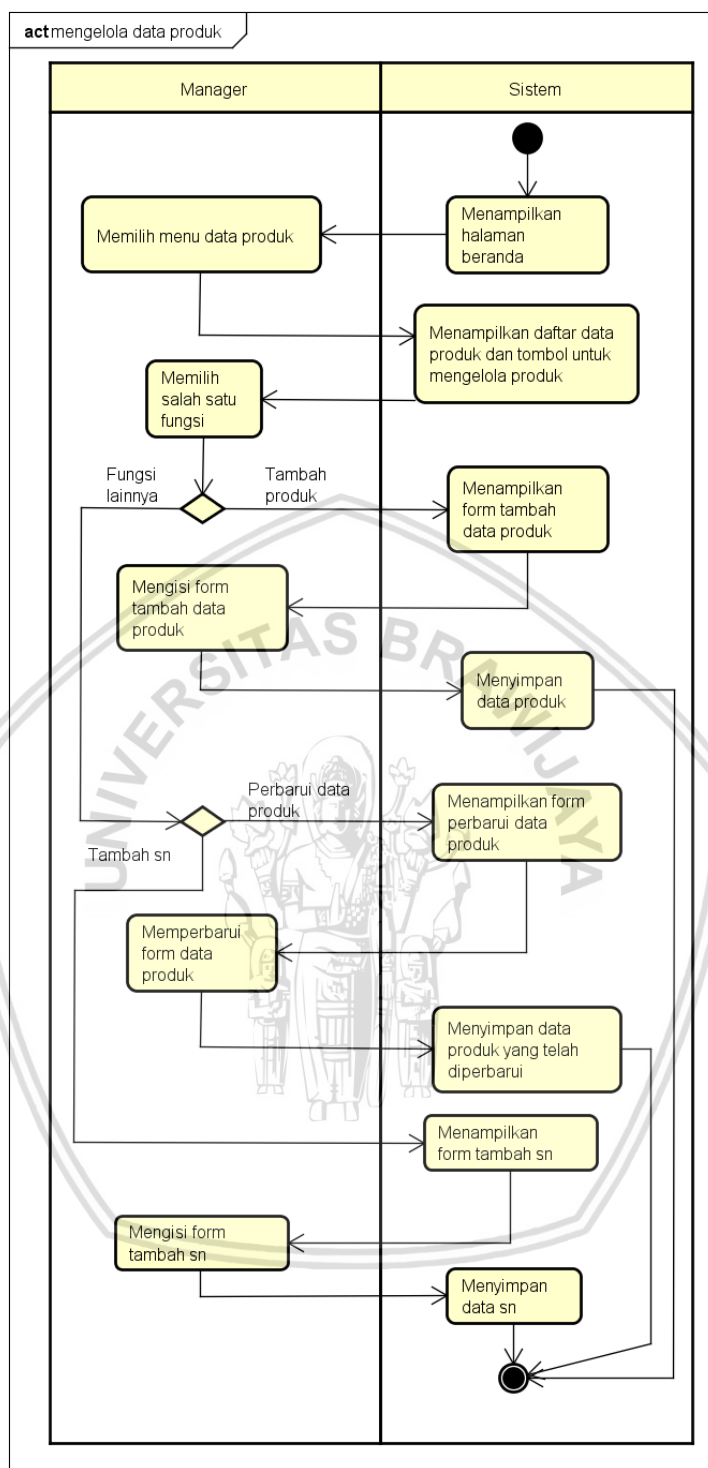 act mengelola data produk
Manager
Sistem
Menampilkan
halaman
beranda
Memilih menu data produk
Menampilkan daftar data
produk dan tombol untuk
mengelola produk
Memilih
salah satu
fungsi
Fungsi
lainnya
Tambah
produk
Menampilkan
form tambah
data produk
Mengisi form
tambah data
produk
Menyimpan
data produk
UNIVERSITAS BRAWIJAYA
Perbarui data
produk
Menampilkan form
perbarui data
produk
Tambah sn
Memperbarui
form data
produk
Menyimpan data
produk yang telah
diperbarui
Menampilkan
form tambah sn
Mengisi form
tambah sn
Menyimpan
data sn